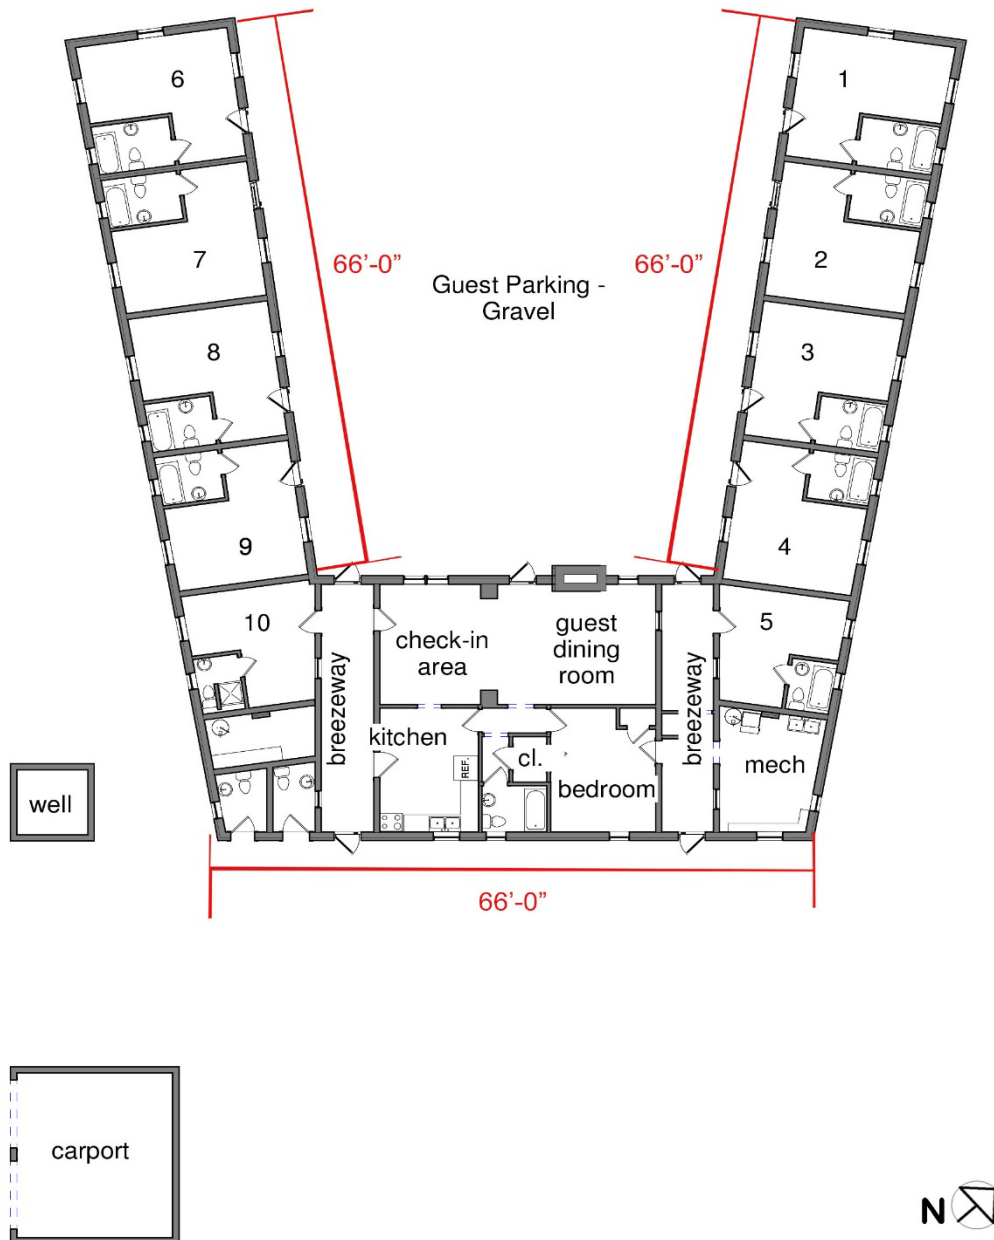 6
1
7
66’-0”
66’-0”
2
Guest Parking -
Gravel
8
3
9
4
10
5
check-in
area
guest
dining
room
breezeway
kitchen
REF.
cl.
bedroom
breezeway
mech
well
66’-0”
carport
N